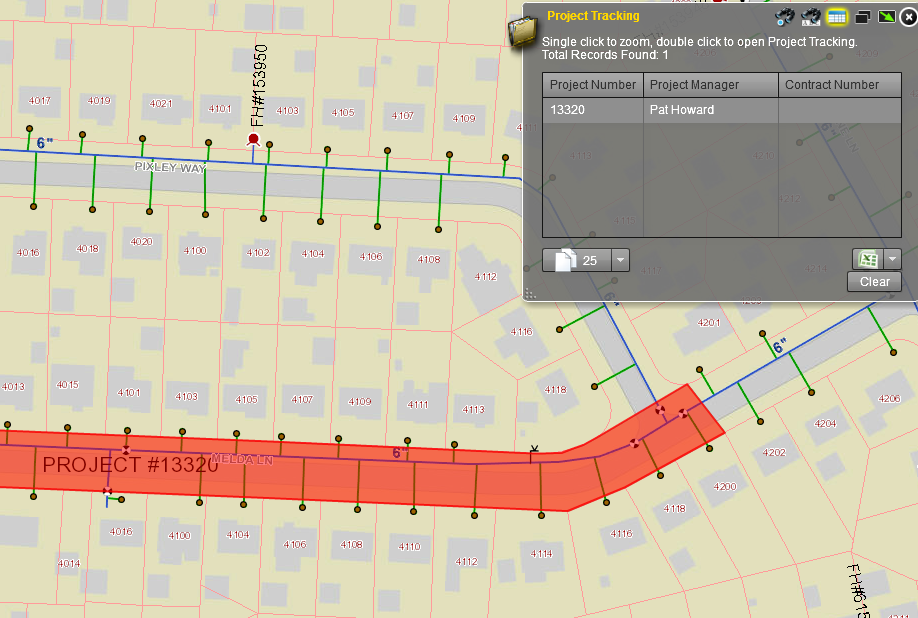 Project Tracking
Single click to zoom, double click to open Project Tracking.
Total Records Found: 1
Project Number Project Manager Contract Number
13320 Pat Howard
25
Clear
FH#153950
4017 4019 4021 4101 4103 4105 4107 4109
6"
PIXLEY WAY
4016 4018 4020 4100 4102 4104 4106 4108 4112
4116 4201
6"
4118
4013 4015 4101 4103 4105 4107 4109 4111 4113
4206
4204
4202
6"
MELDA LN
PROJECT #13320
4200
4118
4016 4100 4104 4106 4108 4110 4112 4114 4116
4014
FH#615